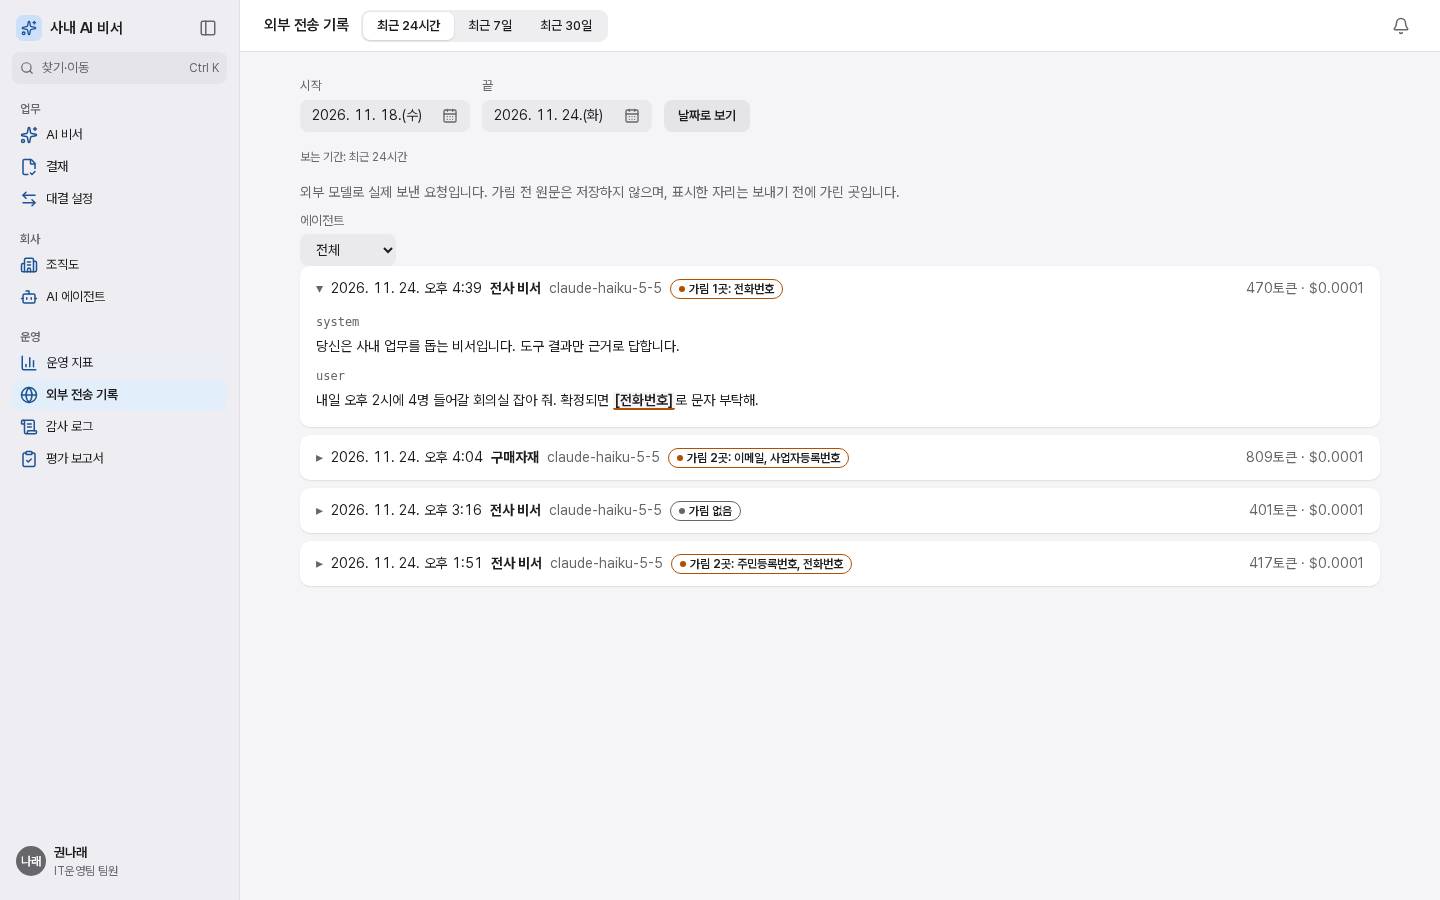 사내 AI 비서
찾기·이동 Ctrl K
업무
AI 비서
결재
대결 설정
회사
조직도
AI 에이전트
운영
운영 지표
외부 전송 기록
감사 로그
평가 보고서
나래
권나래
IT운영팀 팀원
외부 전송 기록 최근 24시간 최근 7일 최근 30일
시작 끝
2026. 11. 18.(수) 2026. 11. 24.(화) 날짜로 보기
보는 기간: 최근 24시간
외부 모델로 실제 보낸 요청입니다. 가림 전 원문은 저장하지 않으며, 표시한 자리는 보내기 전에 가린 곳입니다.
에이전트
전체
▾ 2026. 11. 24. 오후 4:39 전사 비서 claude-haiku-5-5 가림 1곳: 전화번호 470토큰 · $0.0001
system
당신은 사내 업무를 돕는 비서입니다. 도구 결과만 근거로 답합니다.
user
내일 오후 2시에 4명 들어갈 회의실 잡아 줘. 확정되면 [전화번호]로 문자 부탁해.
▸ 2026. 11. 24. 오후 4:04 구매자재 claude-haiku-5-5 가림 2곳: 이메일, 사업자등록번호 809토큰 · $0.0001
▸ 2026. 11. 24. 오후 3:16 전사 비서 claude-haiku-5-5 가림 없음 401토큰 · $0.0001
▸ 2026. 11. 24. 오후 1:51 전사 비서 claude-haiku-5-5 가림 2곳: 주민등록번호, 전화번호 417토큰 · $0.0001